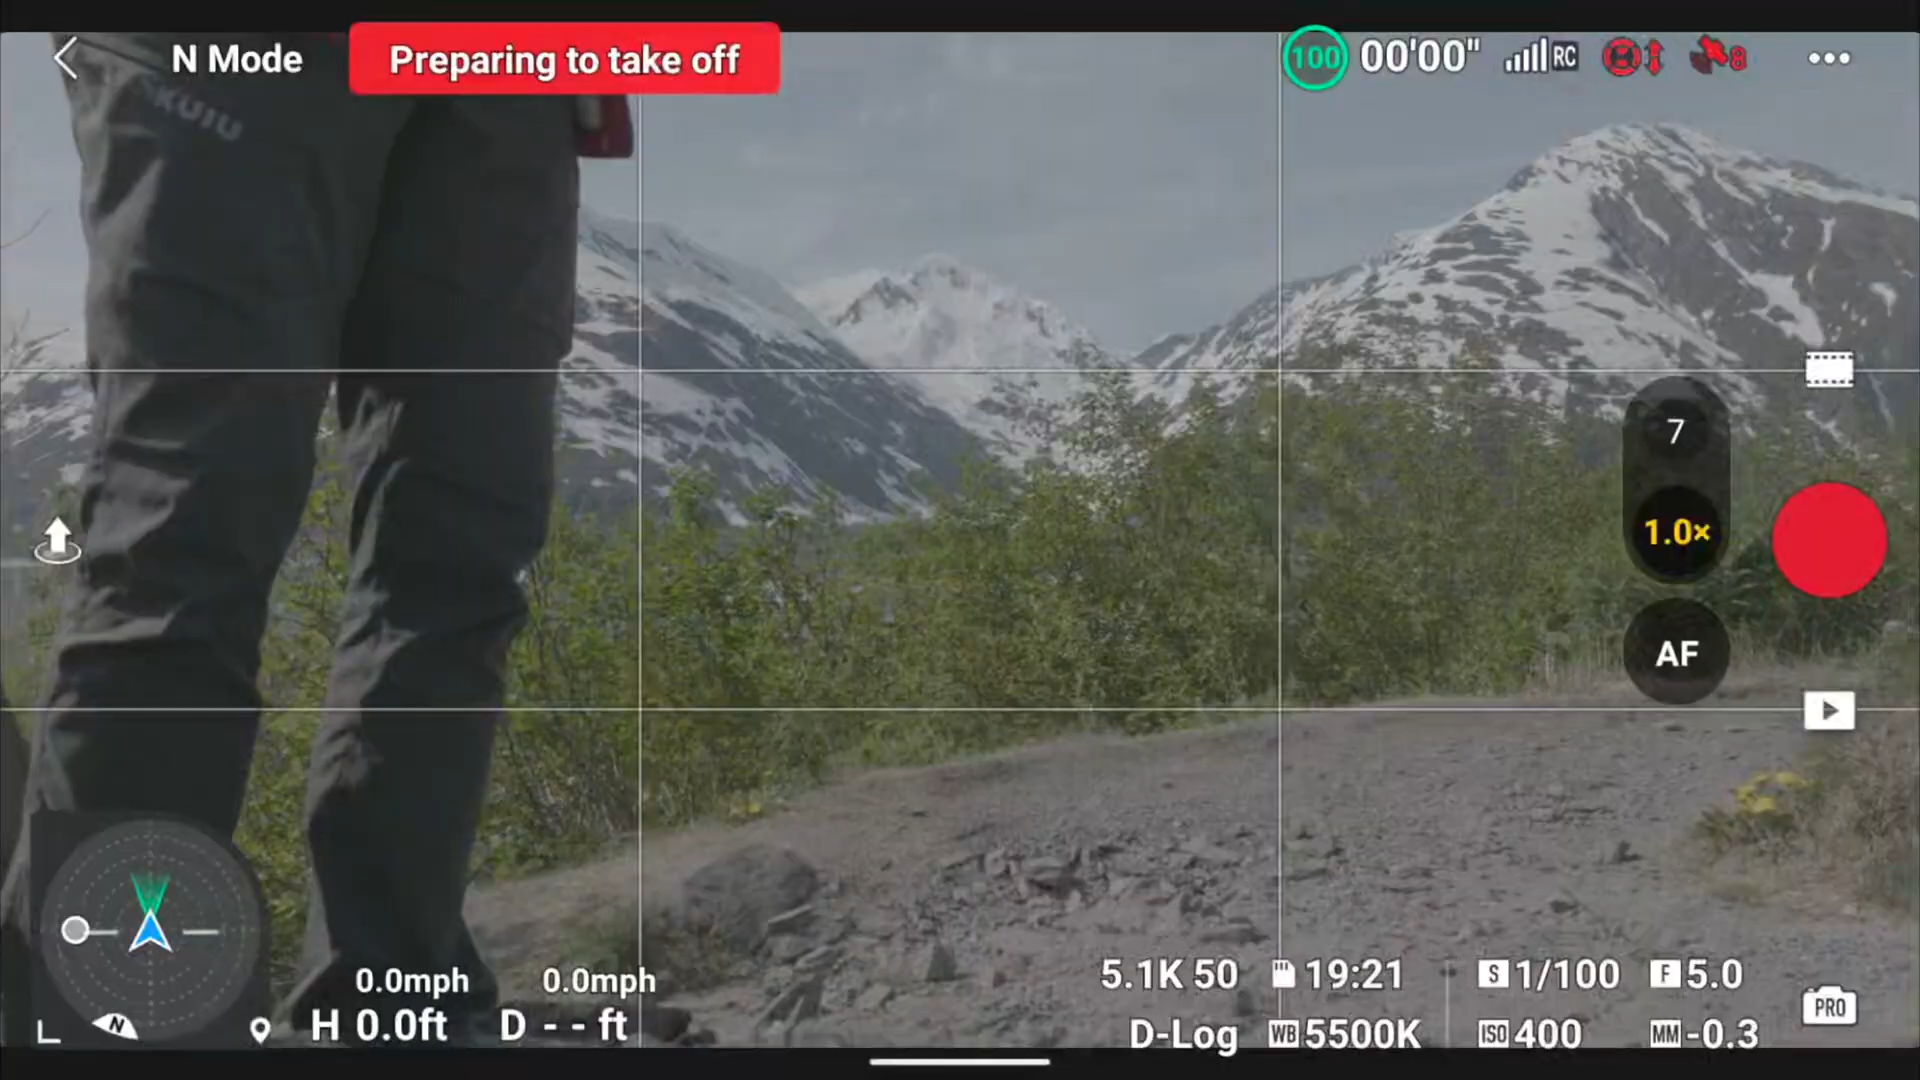 N Mode
Preparing to take off
100
00'00"
RC
8
KUJU
7
1.0×
AF
0.0mph
0.0mph
H 0.0ft
D -- ft
N
5.1K 50
19:21
S 1/100
F 5.0
D-Log
WB 5500K
ISO 400
MM -0.3
PRO